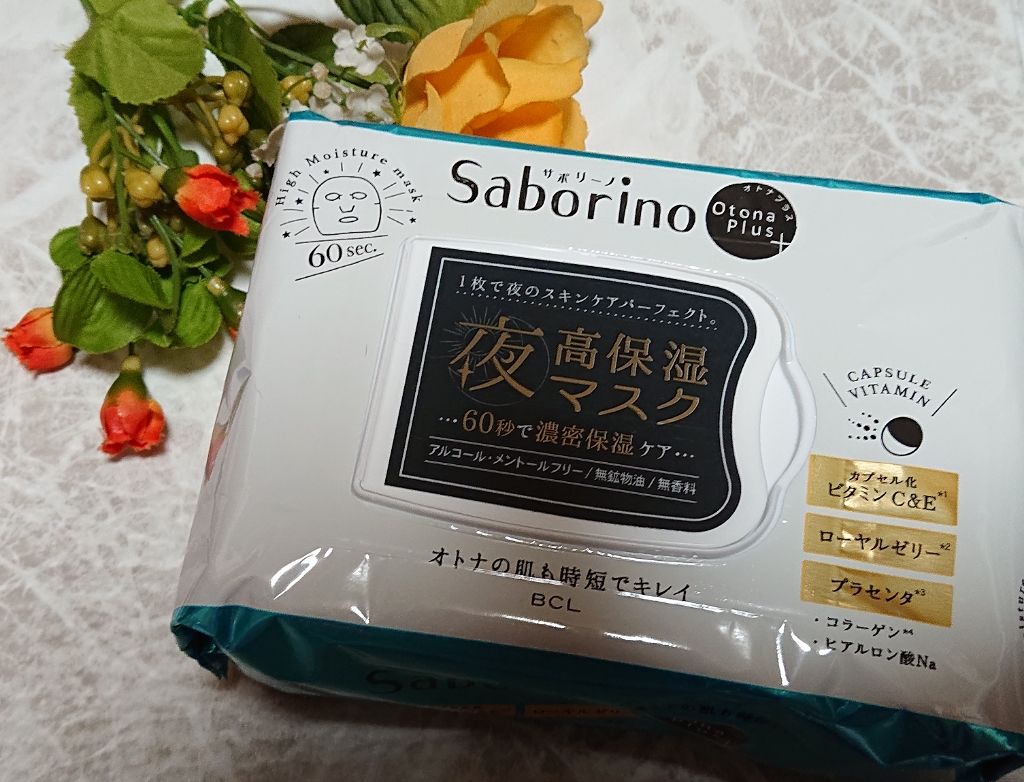 High Moisture mask
60 sec.
サボリーノ
Saborino
オトナプラス
Otona
Plus
+
1枚で夜のスキンケアパーフェクト。
夜 高保湿
マスク
…60秒で濃密保湿ケア…
アルコール・メントールフリー/無鉱物油/無香料
CAPSULE
VITAMIN
カプセル化
ビタミンC&E*1
ローヤルゼリー*2
プラセンタ*3
・コラーゲン*4
・ヒアルロン酸Na
オトナの肌も時短でキレイ
BCL